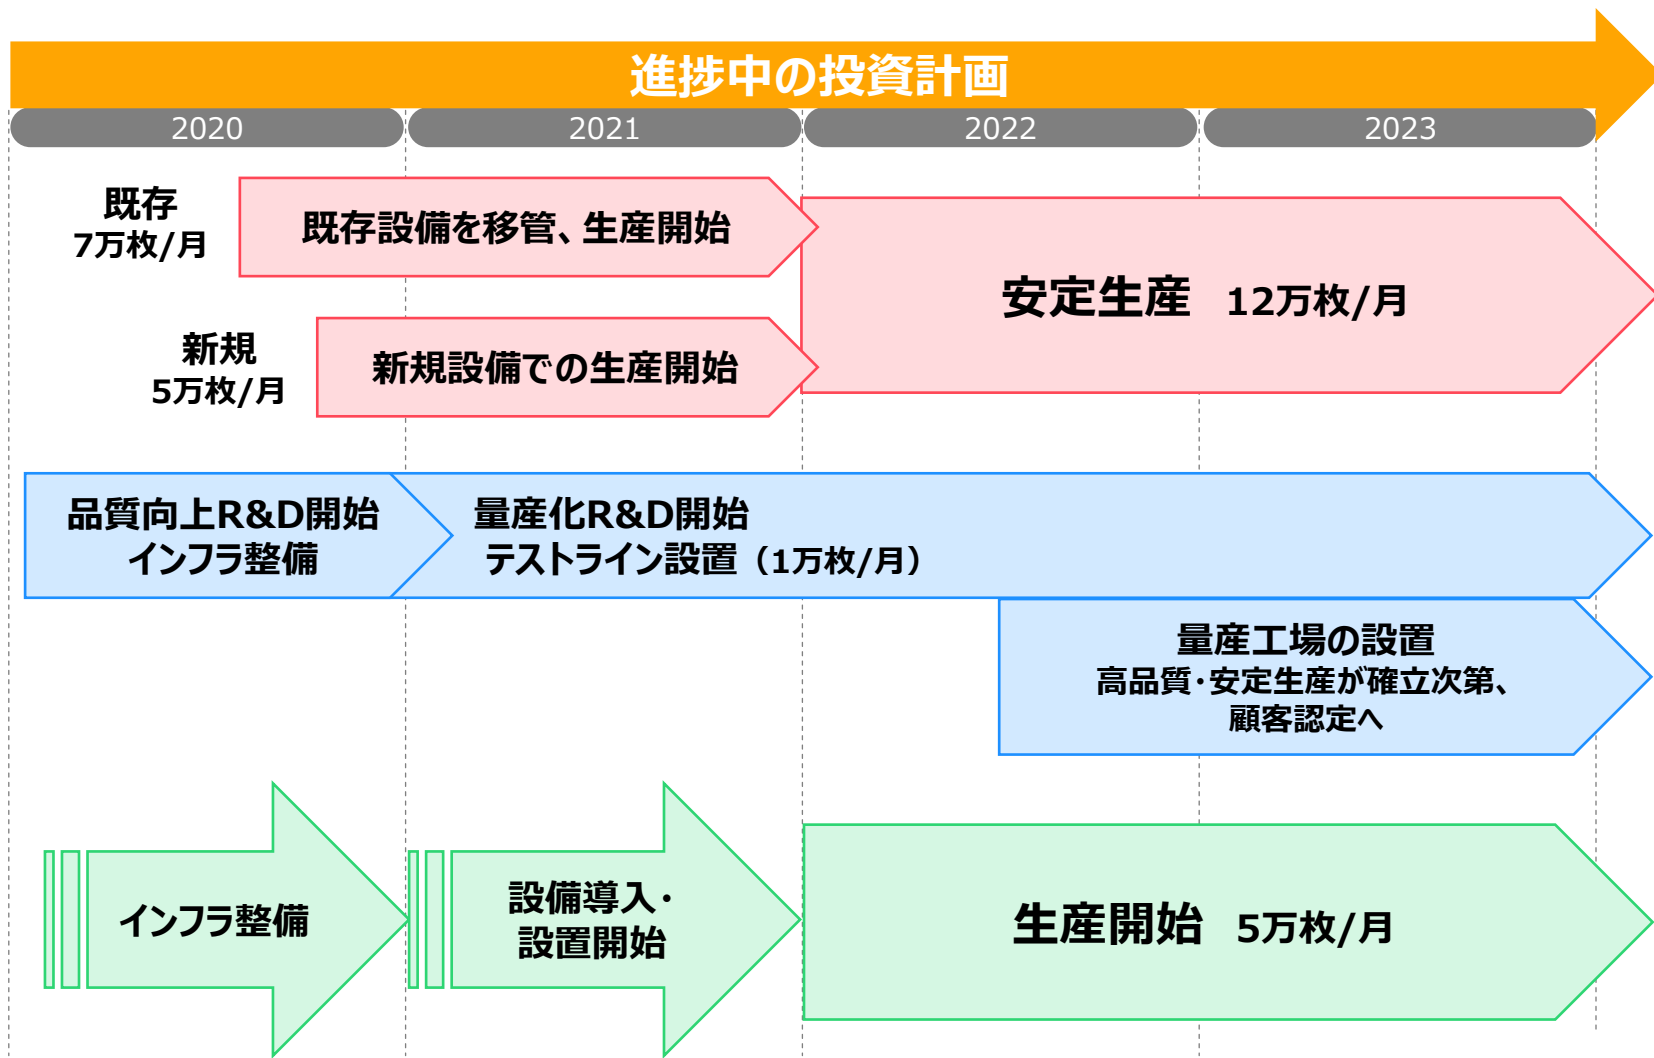 進捗中の投資計画
2020
2021
2022
2023
既存
7万枚/月
既存設備を移管、生産開始
新規
5万枚/月
新規設備での生産開始
安定生産 12万枚/月
品質向上R&D開始
インフラ整備
量産化R&D開始
テストライン設置（1万枚/月）
量産工場の設置
高品質・安定生産が確立次第、
顧客認定へ
インフラ整備
設備導入・
設置開始
生産開始 5万枚/月